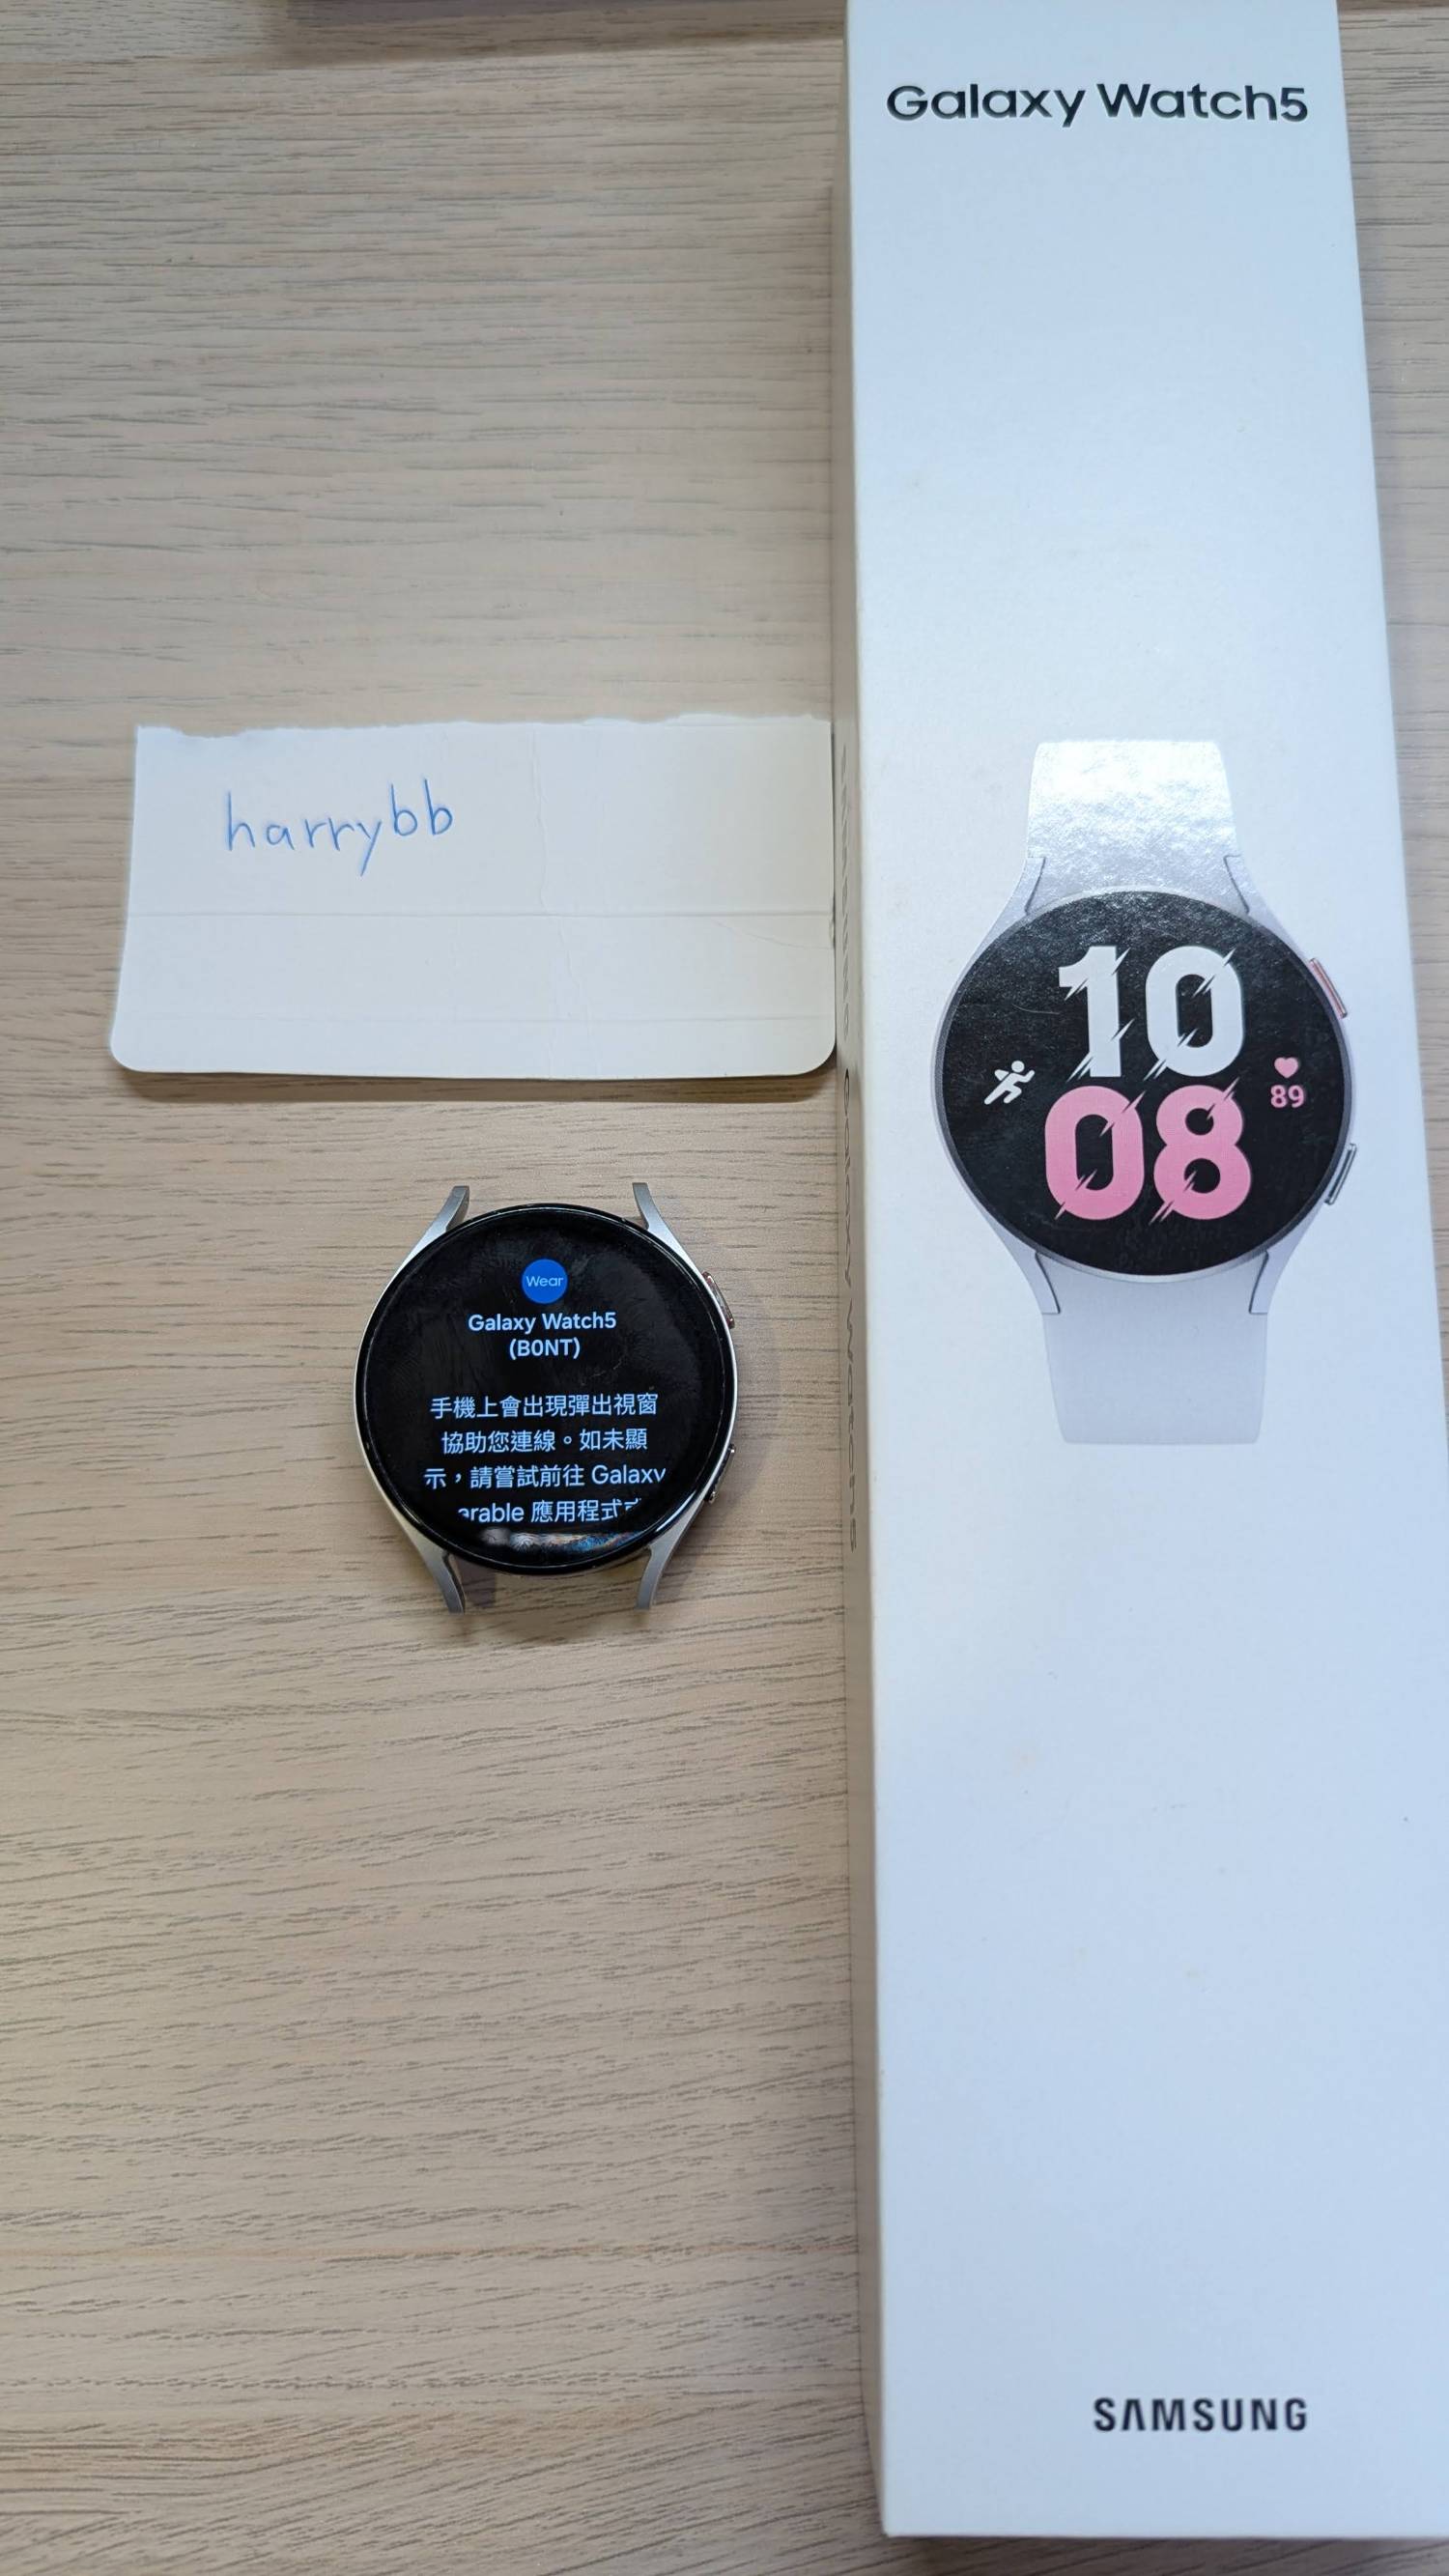 Galaxy Watch5
harrybb
10
08
89
Wear
Galaxy Watch5
(B0NT)
手機上會出現彈出視窗
協助您連線。如未顯
示，請嘗試前往 Galaxy
arable 應用程式
SAMSUNG